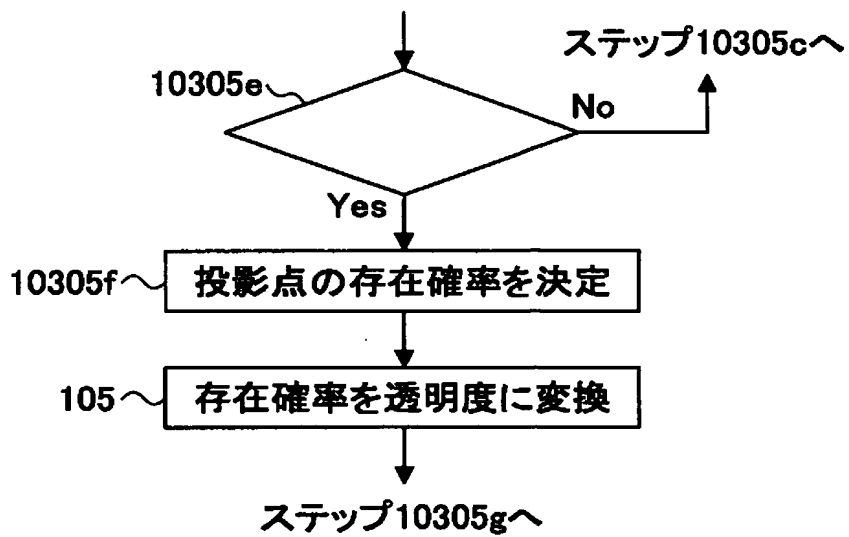 ステップ10305cへ
10305e
No
Yes
10305f
投影点の存在確率を決定
105
存在確率を透明度に変換
ステップ10305gへ